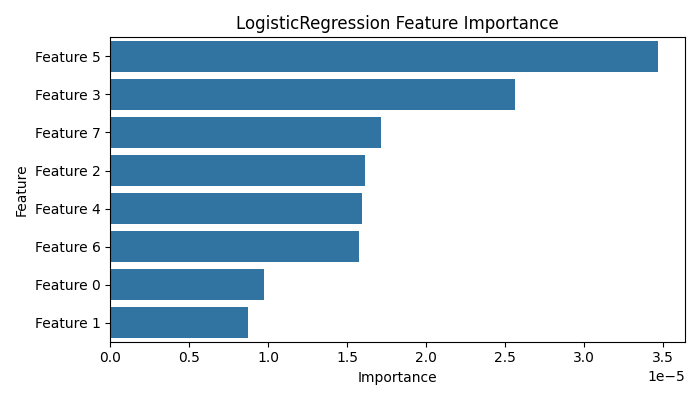 LogisticRegression Feature Importance
Feature 5
Feature 3
Feature 7
Feature 2
Feature 4
Feature 6
Feature 0
Feature 1
Feature
0.0 0.5 1.0 1.5 2.0 2.5 3.0 3.5
1e−5
Importance